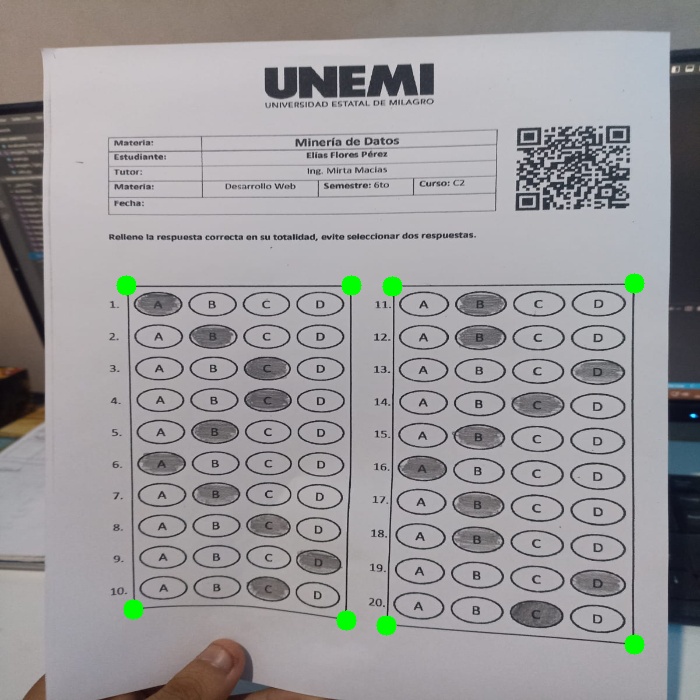 UNEMI
UNIVERSIDAD ESTATAL DE MILAGRO
Materia: Minería de Datos
Estudiante: Elías Flores Pérez
Tutor: Ing. Mirta Macias
Materia: Desarrollo Web Semestre: 6to Curso: C2
Fecha:
Rellene la respuesta correcta en su totalidad, evite seleccionar dos respuestas.
1. A B C D
2. A B C D
3. A B C D
4. A B C D
5. A B C D
6. A B C D
7. A B C D
8. A B C D
9. A B C D
10. A B C D
11. A B C D
12. A B C D
13. A B C D
14. A B C D
15. A B C D
16. A B C D
17. A B C D
18. A B C D
19. A B C D
20. A B C D